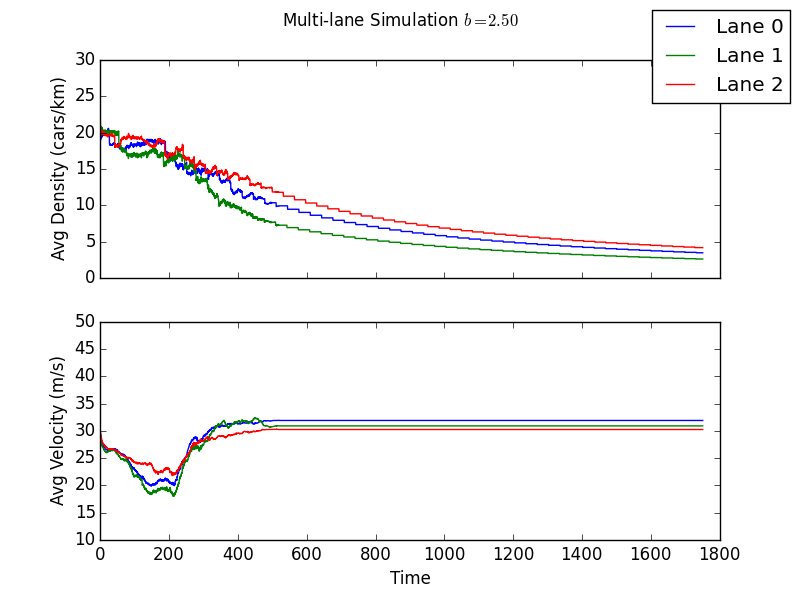 Multi-lane Simulation b = 2.50
Lane 0
Lane 1
Lane 2
30
25
20
15
10
5
0
Avg Density (cars/km)
50
45
40
35
30
25
20
15
10
Avg Velocity (m/s)
0 200 400 600 800 1000 1200 1400 1600 1800
Time